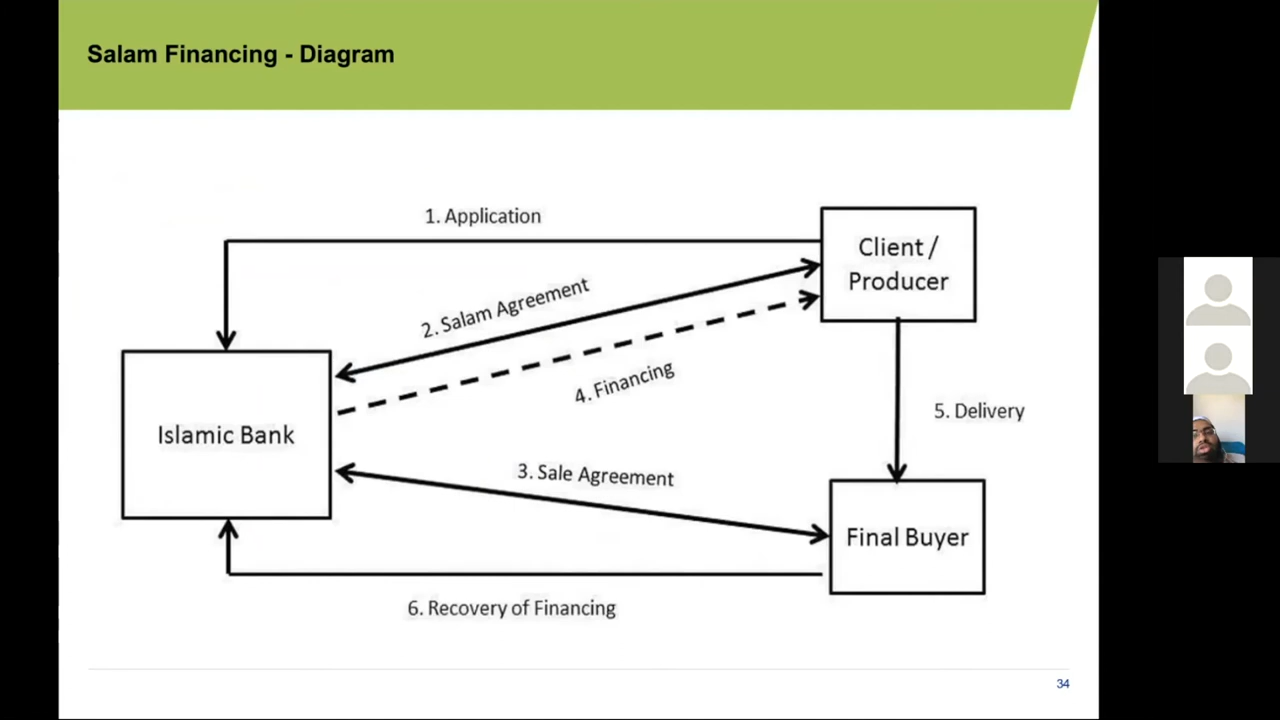 Salam Financing - Diagram
1. Application
Client /
Producer
2. Salam Agreement
4. Financing
Islamic Bank
5. Delivery
3. Sale Agreement
Final Buyer
6. Recovery of Financing
34